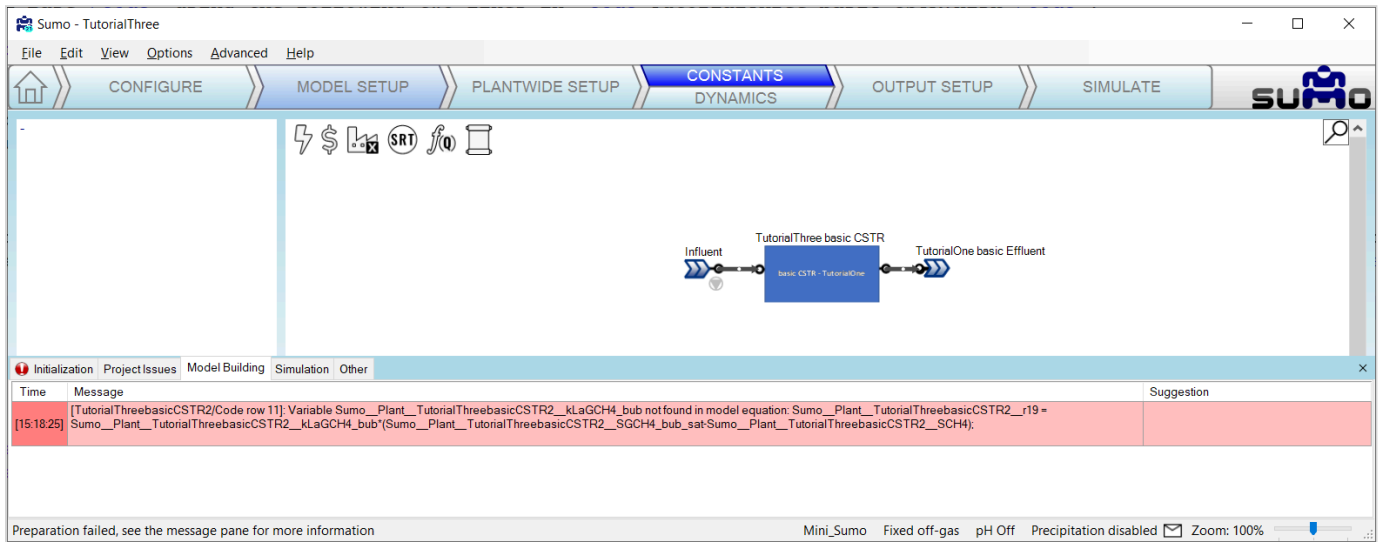 Sumo - TutorialThree
File Edit View Options Advanced Help
CONFIGURE MODEL SETUP PLANTWIDE SETUP CONSTANTS DYNAMICS OUTPUT SETUP SIMULATE sumo
-
$ x SRT f(Q)
TutorialThree basic CSTR
Influent TutorialOne basic Effluent
basic CSTR - TutorialOne
Initialization Project Issues Model Building Simulation Other
Time Message Suggestion
[15:18:25] [TutorialThreebasicCSTR2/Code row 11]: Variable Sumo__Plant__TutorialThreebasicCSTR2__kLaGCH4_bub not found in model equation: Sumo__Plant__TutorialThreebasicCSTR2__r19 =
Sumo__Plant__TutorialThreebasicCSTR2__kLaGCH4_bub*(Sumo__Plant__TutorialThreebasicCSTR2__SGCH4_bub_sat-Sumo__Plant__TutorialThreebasicCSTR2__SCH4);
Preparation failed, see the message pane for more information Mini_Sumo Fixed off-gas pH Off Precipitation disabled Zoom: 100%